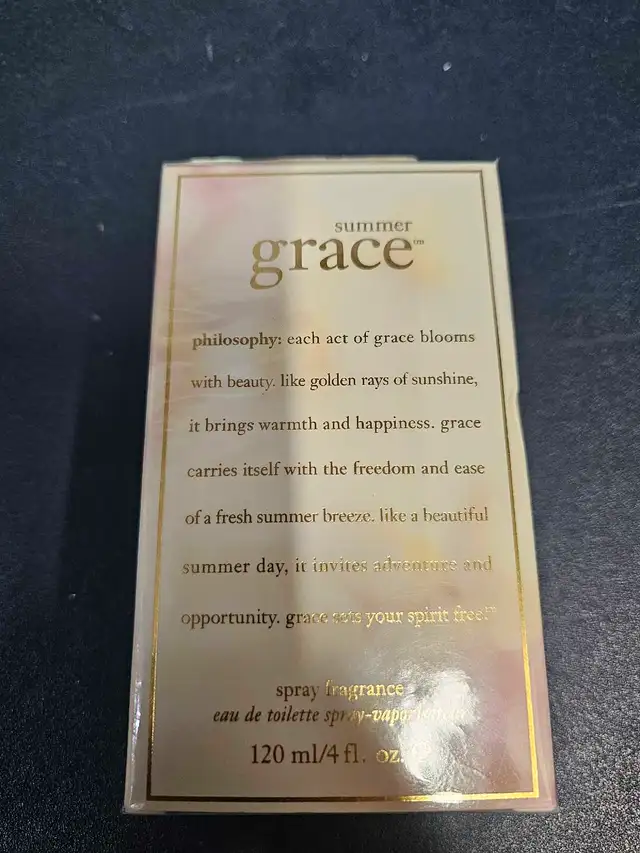 summer
grace™
philosophy: each act of grace blooms
with beauty. like golden rays of sunshine,
it brings warmth and happiness. grace
carries itself with the freedom and ease
of a fresh summer breeze. like a beautiful
summer day, it invites adventure and
opportunity. grace sets your spirit free.™
spray fragrance
eau de toilette spray-vaporisateur
120 ml/4 fl. oz.